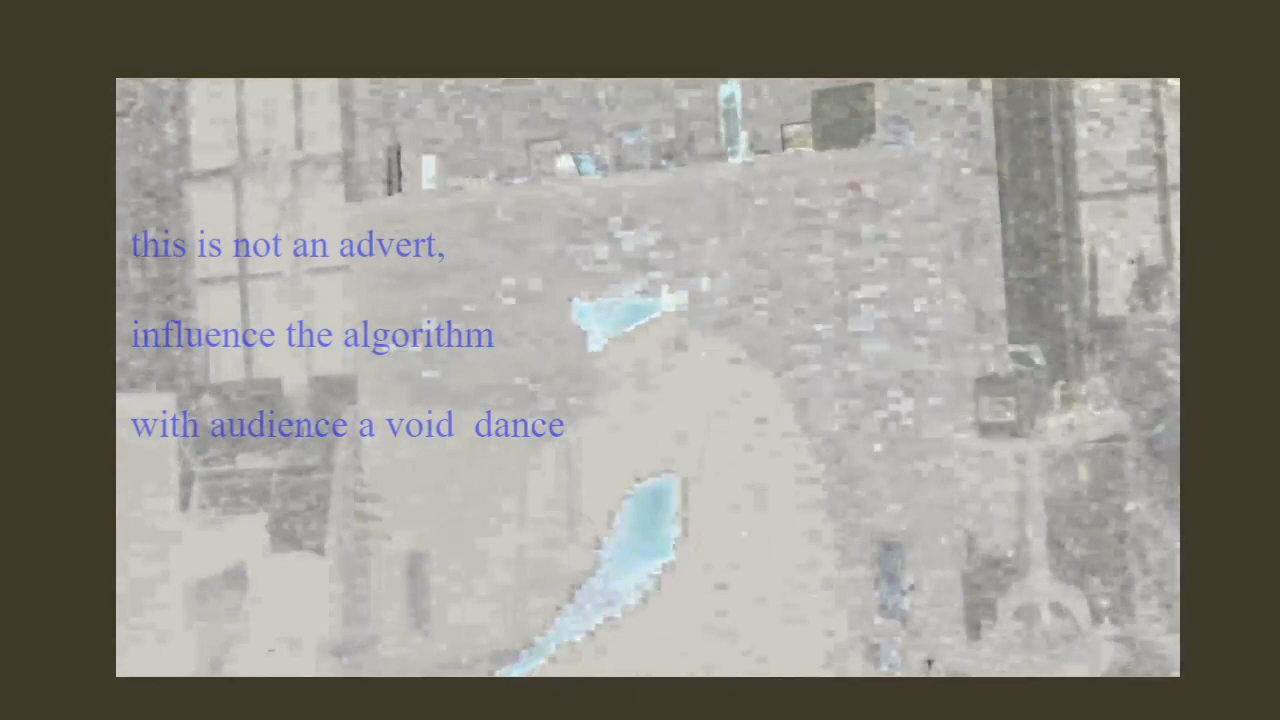 this is not an advert,
influence the algorithm
with audience a void  dance